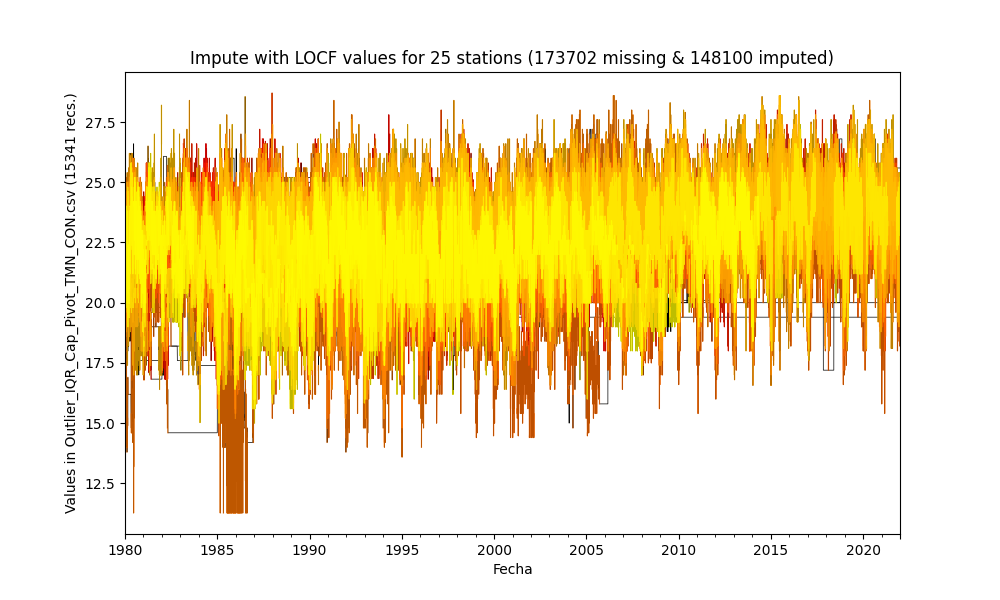 Impute with LOCF values for 25 stations (173702 missing & 148100 imputed)
Values in Outlier_IQR_Cap_Pivot_TMN_CON.csv (15341 recs.)
27.5
25.0
22.5
20.0
17.5
15.0
12.5
1980 1985 1990 1995 2000 2005 2010 2015 2020
Fecha